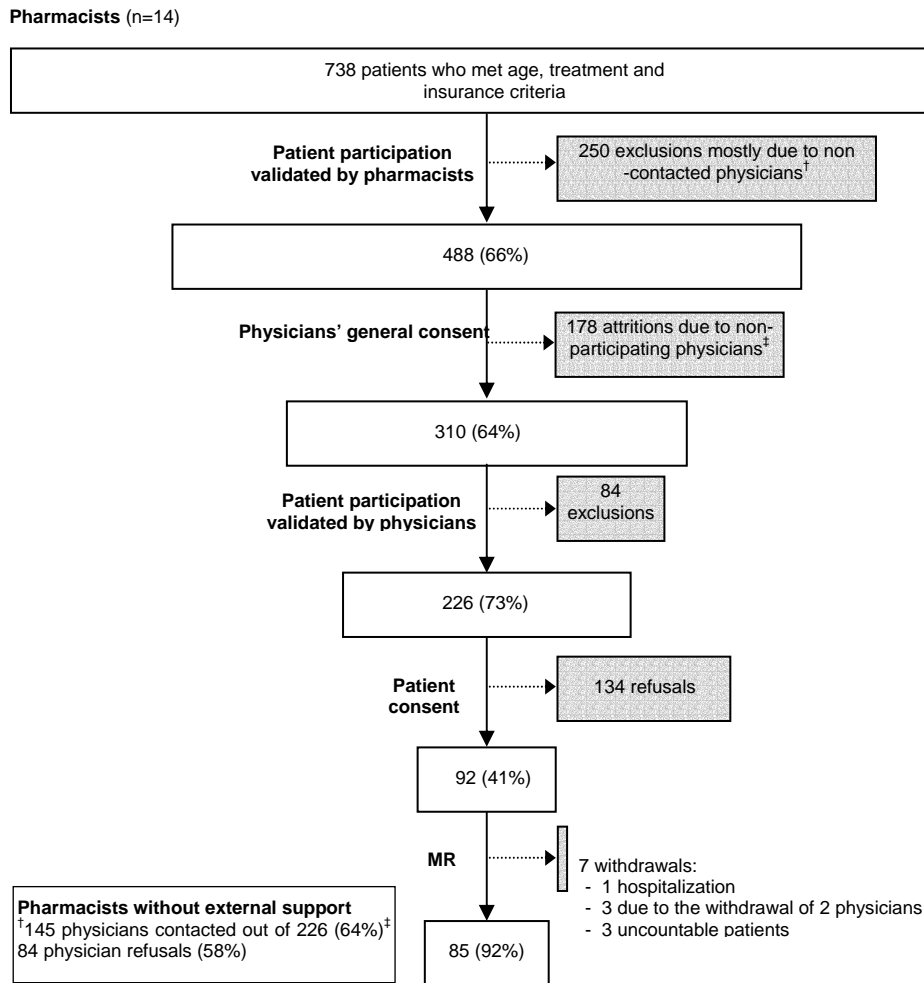 Pharmacists (n=14)
738 patients who met age, treatment and
insurance criteria
Patient participation
validated by pharmacists
250 exclusions mostly due to non
-contacted physicians†
488 (66%)
Physicians’ general consent
178 attritions due to non-
participating physicians‡
310 (64%)
Patient participation
validated by physicians
84
exclusions
226 (73%)
Patient
consent
134 refusals
92 (41%)
MR
7 withdrawals:
- 1 hospitalization
- 3 due to the withdrawal of 2 physicians
- 3 uncountable patients
Pharmacists without external support
†145 physicians contacted out of 226 (64%)‡
84 physician refusals (58%)
85 (92%)